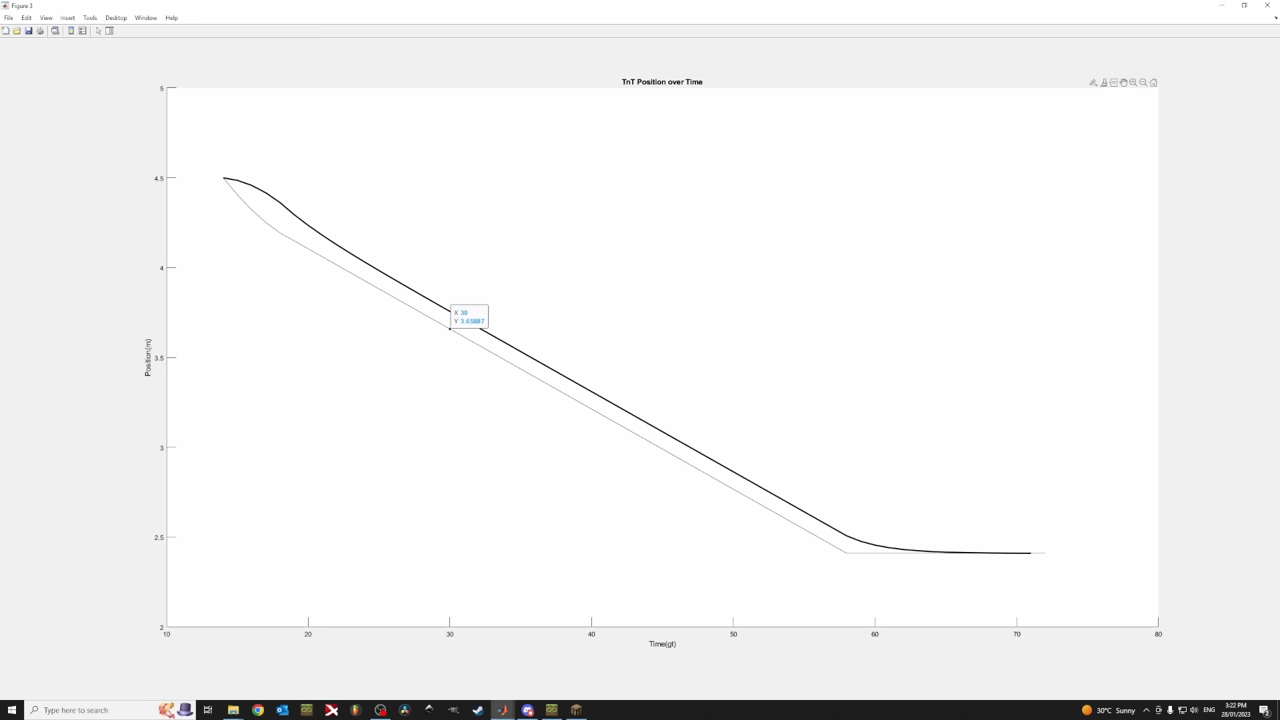 Figure 3
File Edit View Insert Tools Desktop Window Help
TnT Position over Time
5
4.5
4
3.5
3
2.5
2
Position(m)
X 30
Y 3.65887
10 20 30 40 50 60 70 80
Time(gt)
Type here to search
30°C Sunny
ENG
3:22 PM
28/01/2023